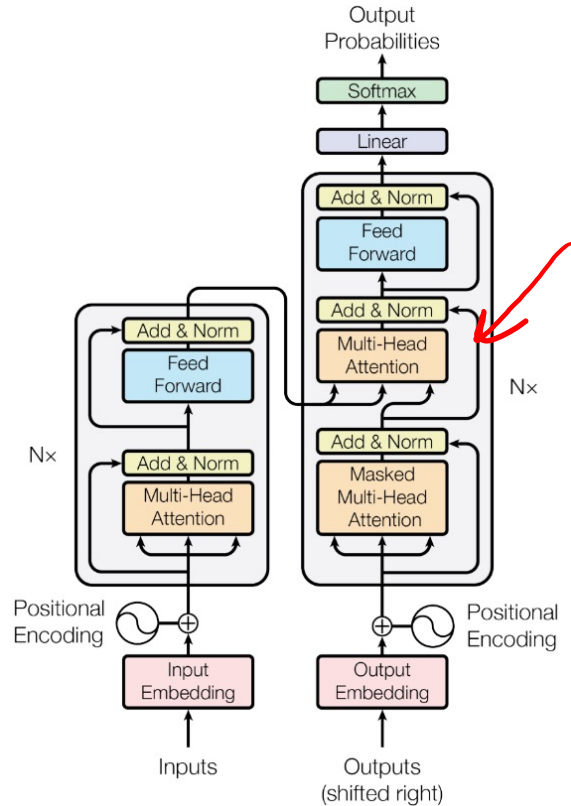 Output
Probabilities
Softmax
Linear
Add & Norm
Feed
Forward
Add & Norm
Multi-Head
Attention
Nx
Add & Norm
Masked
Multi-Head
Attention
Add & Norm
Feed
Forward
Nx
Add & Norm
Multi-Head
Attention
Positional
Encoding
Positional
Encoding
Input
Embedding
Output
Embedding
Inputs
Outputs
(shifted right)